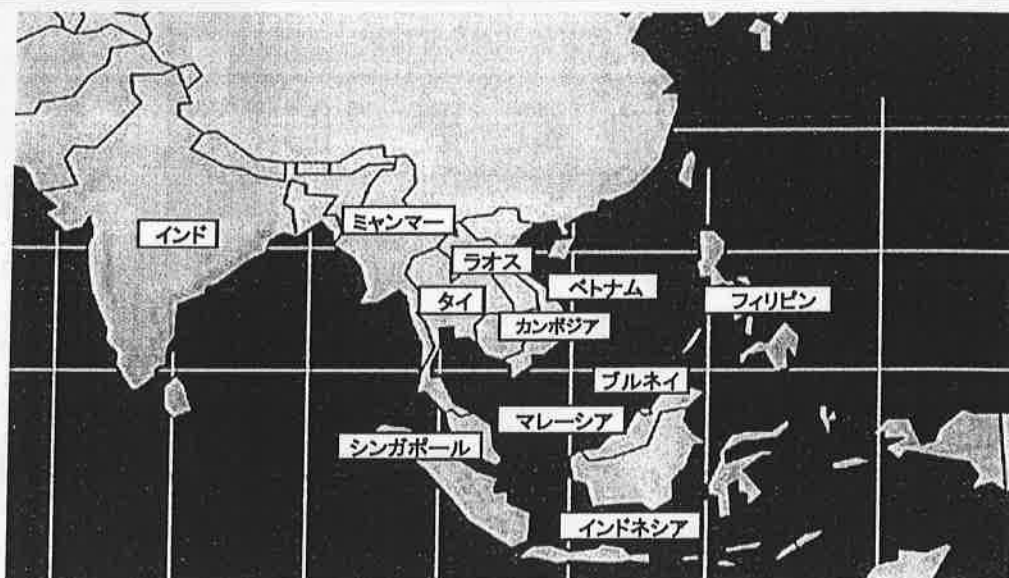 ミャンマー
インド
ラオス
ベトナム
タイ
フィリピン
カンボジア
ブルネイ
マレーシア
シンガポール
インドネシア